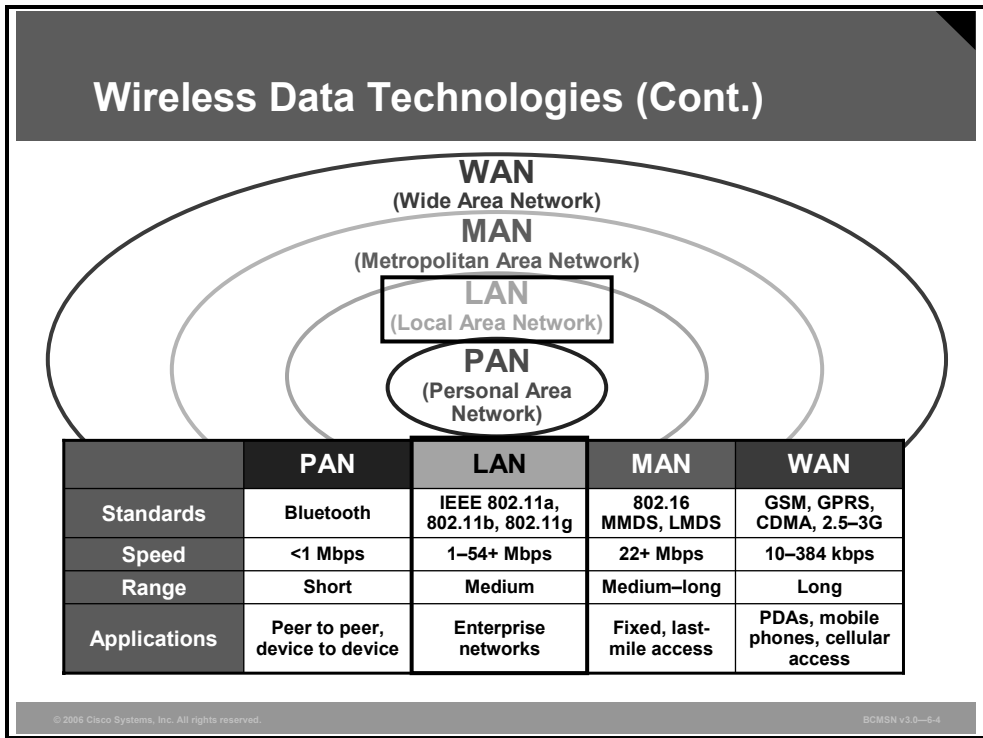 Wireless Data Technologies (Cont.)
WAN
(Wide Area Network)
MAN
(Metropolitan Area Network)
LAN
(Local Area Network)
PAN
(Personal Area
Network)
PAN LAN MAN WAN
Standards Bluetooth IEEE 802.11a, 802.11b, 802.11g 802.16 MMDS, LMDS GSM, GPRS, CDMA, 2.5–3G
Speed <1 Mbps 1–54+ Mbps 22+ Mbps 10–384 kbps
Range Short Medium Medium–long Long
Applications Peer to peer, device to device Enterprise networks Fixed, last-mile access PDAs, mobile phones, cellular access
© 2006 Cisco Systems, Inc. All rights reserved. BCMSN v3.0—6-4